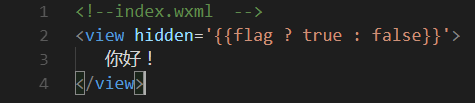 1 <!--index.wxml  -->
2 <view hidden='{{flag ? true : false}}'>
3    你好！
4 </view>